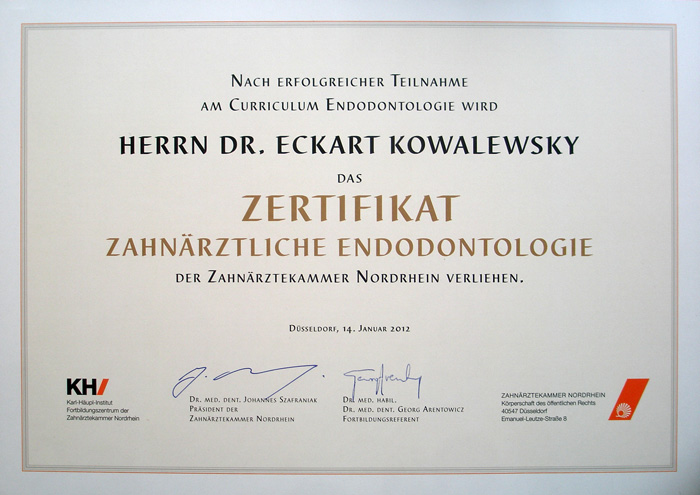 NACH ERFOLGREICHER TEILNAHME
AM CURRICULUM ENDODONTOLOGIE WIRD
HERRN DR. ECKART KOWALEWSKY
DAS
ZERTIFIKAT
ZAHNÄRZTLICHE ENDODONTOLOGIE
DER ZAHNÄRZTEKAMMER NORDRHEIN VERLIEHEN.
DÜSSELDORF, 14. JANUAR 2012
KHI
Karl-Häupl-Institut
Fortbildungszentrum der
Zahnärztekammer Nordrhein
DR. MED. DENT. JOHANNES SZAFRANIAK
PRÄSIDENT DER
ZAHNÄRZTEKAMMER NORDRHEIN
DR. MED. HABIL.
DR. MED. DENT. GEORG ARENTOWICZ
FORTBILDUNGSREFERENT
ZAHNÄRZTEKAMMER NORDRHEIN
Körperschaft des öffentlichen Rechts
40547 Düsseldorf
Emanuel-Leutze-Straße 8